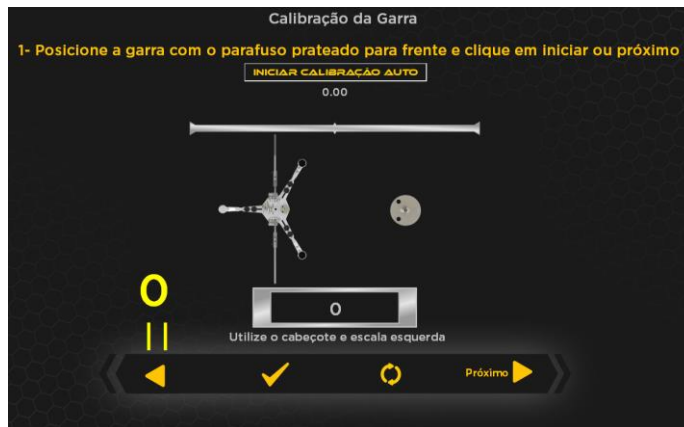 Calibração da Garra
1- Posicione a garra com o parafuso prateado para frente e clique em iniciar ou próximo
INICIAR CALIBRAÇÃO AUTO
0.00
0
0
Utilize o cabeçote e escala esquerda
Próximo